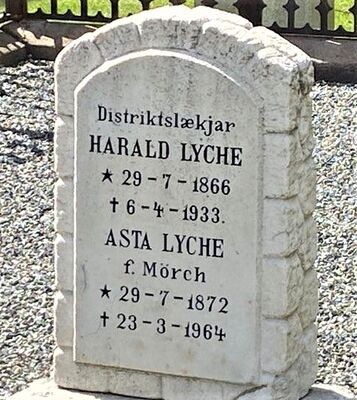 Distriktslækjar
HARALD LYCHE
★ 29-7-1866
† 6-4-1933.
ASTA LYCHE
f. Mörch
★ 29-7-1872
† 23-3-1964